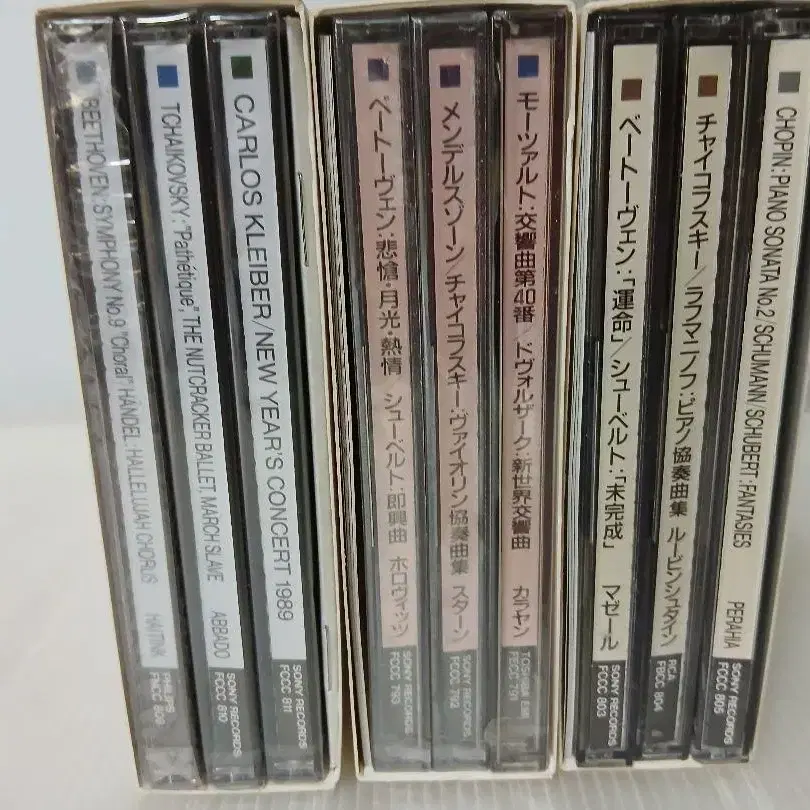 BEETHOVEN:SYMPHONY No.9 "Choral", HÄNDEL:HALLELUJAH CHORUS HAITINK
PHILIPS
TCHAIKOVSKY:"Pathétique", THE NUTCRACKER BALLET, MARCH SLAVE ABBADO
SONY RECORDS
FCCC 810
CARLOS KLEIBER/NEW YEAR'S CONCERT 1989
SONY RECORDS
FCCC 811
ベートーヴェン:悲愴・月光・熱情/シューベルト:即興曲 ホロヴィッツ
SONY RECORDS
FCCC 793
メンデルスゾーン/チャイコフスキー:ヴァイオリン協奏曲集 スターン
SONY RECORDS
FCCC 792
モーツァルト:交響曲第40番/ドヴォルザーク:新世界交響曲 カラヤン
TOSHIBA EMI
FECC 791
ベートーヴェン:「運命」/シューベルト:「未完成」 マゼール
SONY RECORDS
FCCC 803
チャイコフスキー/ラフマニノフ:ピアノ協奏曲集 ルービンシュタイン
RCA
FBCC 804
CHOPIN:PIANO SONATA No.2/SCHUMANN/SCHUBERT:FANTASIES PERAHIA
SONY RECORDS
FCCC 805